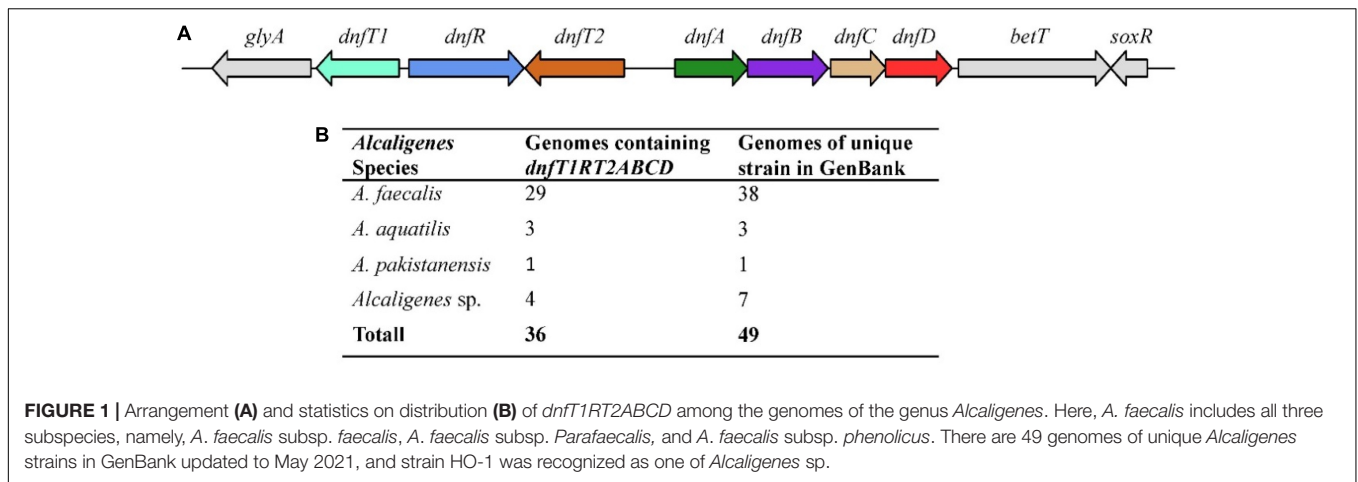 A glyA dnfT1 dnfR dnfT2 dnfA dnfB dnfC dnfD betT soxR
B Alcaligenes Species Genomes containing dnfT1RT2ABCD Genomes of unique strain in GenBank
A. faecalis 29 38
A. aquatilis 3 3
A. pakistanensis 1 1
Alcaligenes sp. 4 7
Totall 36 49
FIGURE 1 | Arrangement (A) and statistics on distribution (B) of dnfT1RT2ABCD among the genomes of the genus Alcaligenes. Here, A. faecalis includes all three
subspecies, namely, A. faecalis subsp. faecalis, A. faecalis subsp. Parafaecalis, and A. faecalis subsp. phenolicus. There are 49 genomes of unique Alcaligenes
strains in GenBank updated to May 2021, and strain HO-1 was recognized as one of Alcaligenes sp.